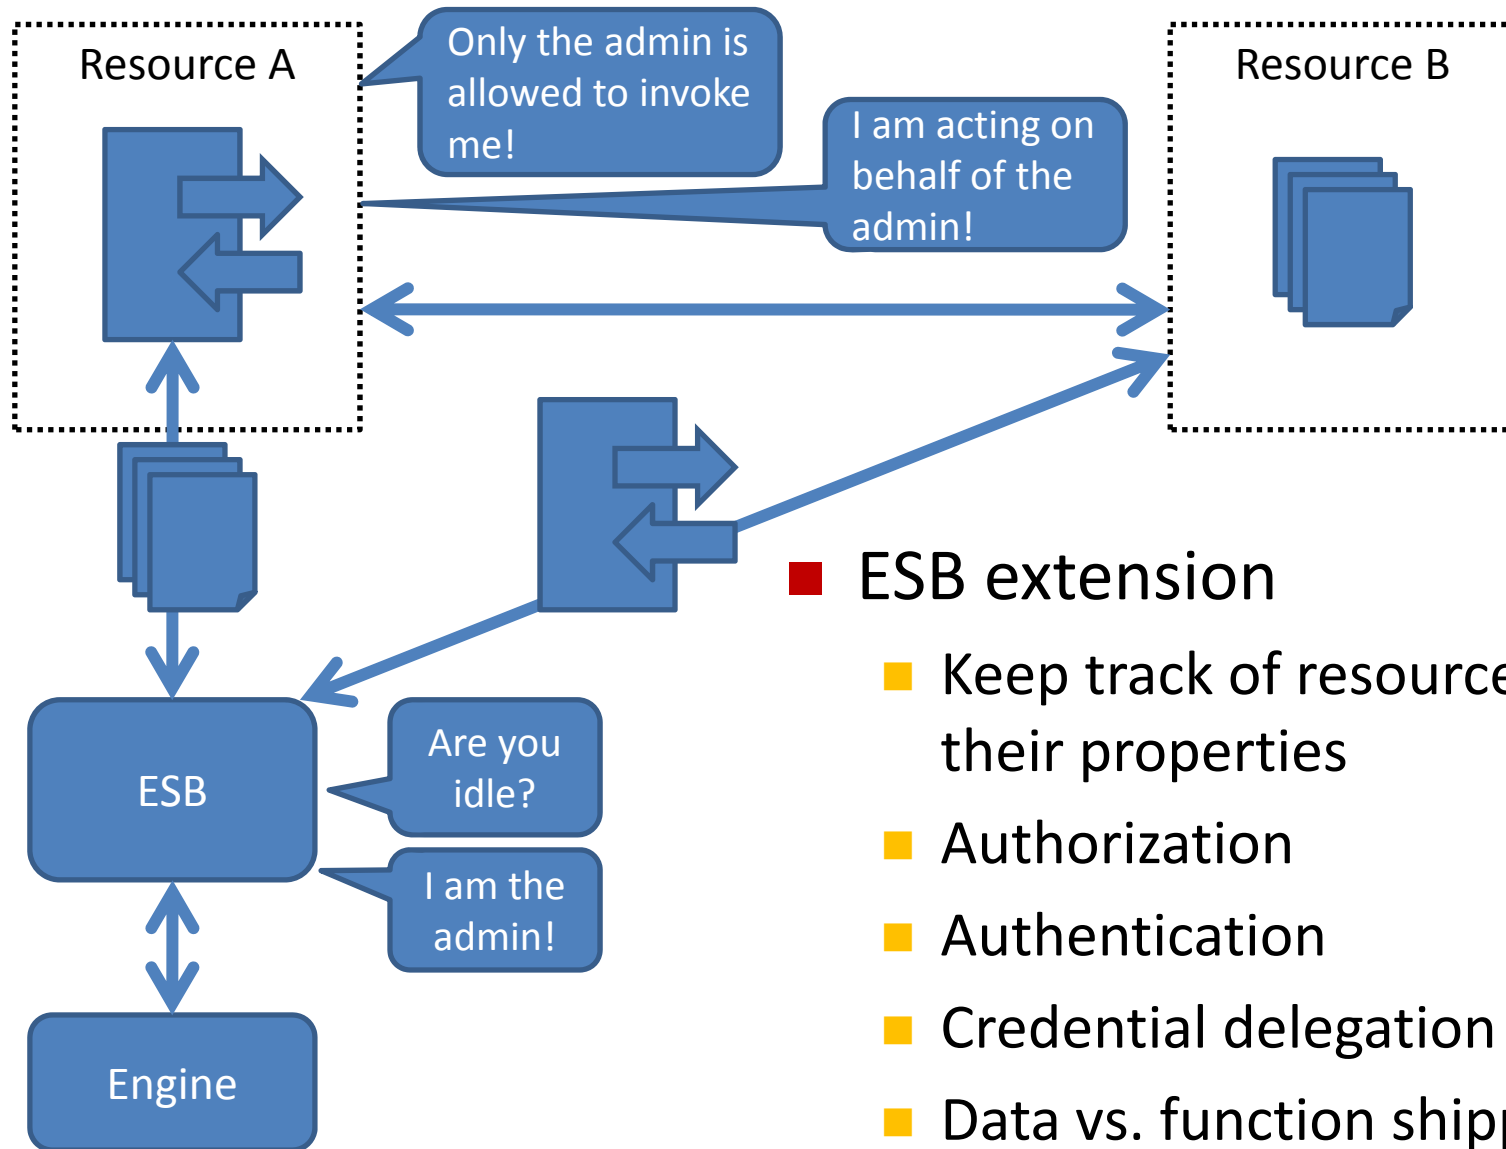 Resource A
Only the admin is
allowed to invoke
me!
I am acting on
behalf of the
admin!
Resource B
ESB
Are you
idle?
I am the
admin!
Engine
ESB extension
Keep track of resource
their properties
Authorization
Authentication
Credential delegation
Data vs. function